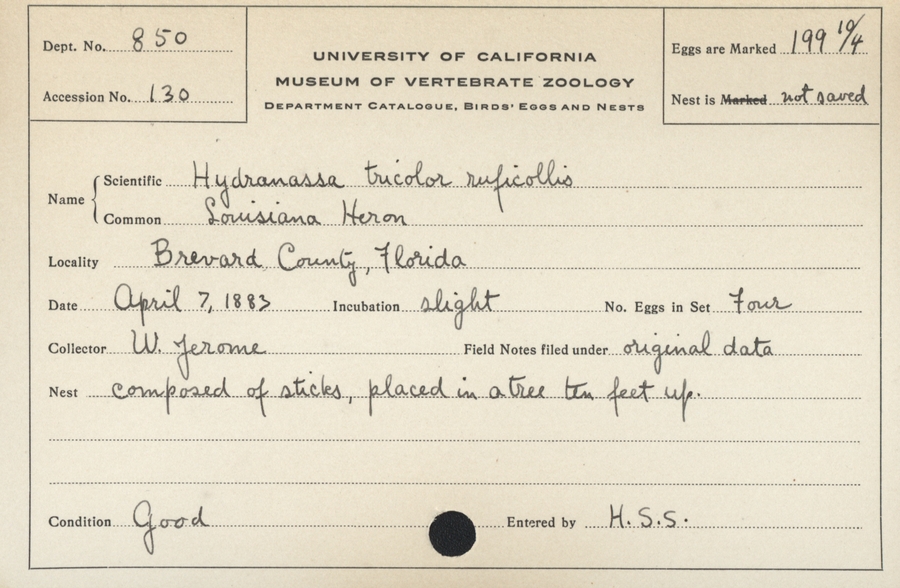 Dept. No. 850
Accession No. 130
UNIVERSITY OF CALIFORNIA
MUSEUM OF VERTEBRATE ZOOLOGY
DEPARTMENT CATALOGUE, BIRDS' EGGS AND NESTS
Eggs are Marked 199 10/4
Nest is Marked not saved
Name
Scientific Hydranassa tricolor ruficollis
Common Louisiana Heron
Locality Brevard County, Florida
Date April 7, 1883 Incubation slight No. Eggs in Set Four
Collector W. Jerome Field Notes filed under original data
Nest composed of sticks, placed in a tree ten feet up.
Condition Good Entered by H.S.S.